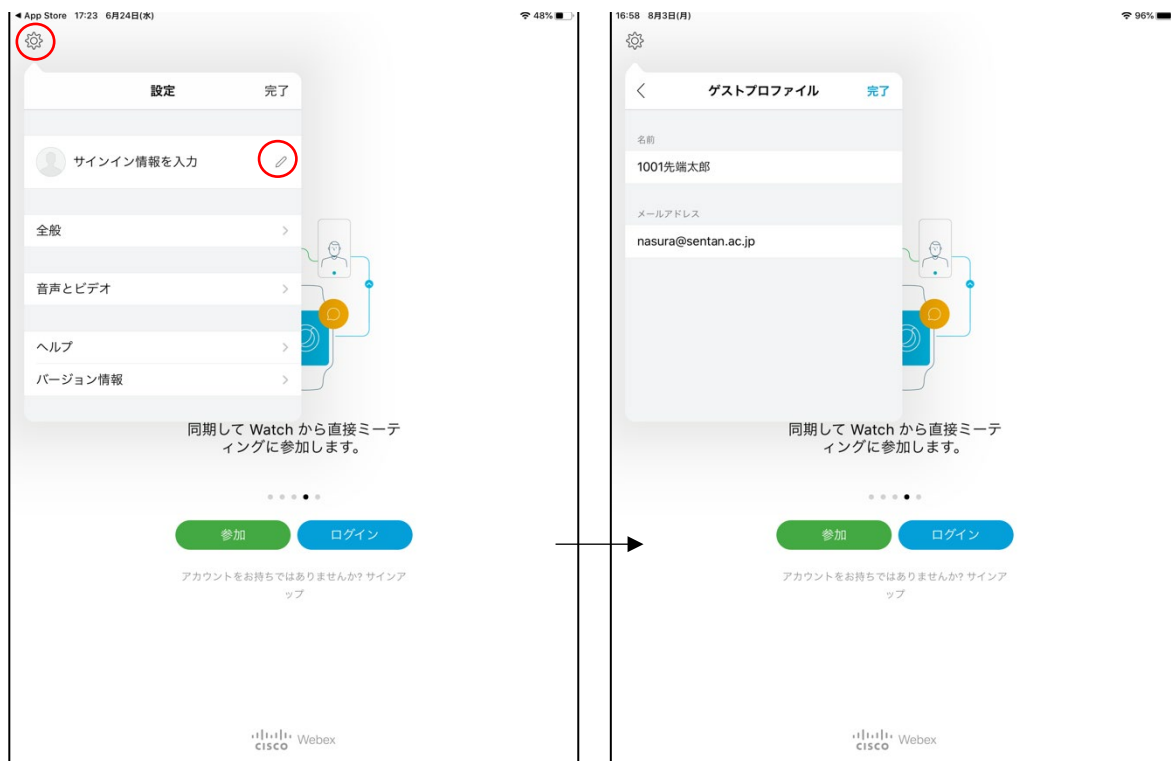 App Store 17:23 6月24日(水) 48%
設定 完了
サインイン情報を入力
全般
音声とビデオ
ヘルプ
バージョン情報
同期して Watch から直接ミーテ
ィングに参加します。
参加 ログイン
アカウントをお持ちではありませんか? サインア
ップ
cisco Webex
16:58 8月3日(月) 96%
ゲストプロファイル 完了
名前
1001先端太郎
メールアドレス
nasura@sentan.ac.jp
同期して Watch から直接ミーテ
ィングに参加します。
参加 ログイン
アカウントをお持ちではありませんか? サインア
ップ
cisco Webex